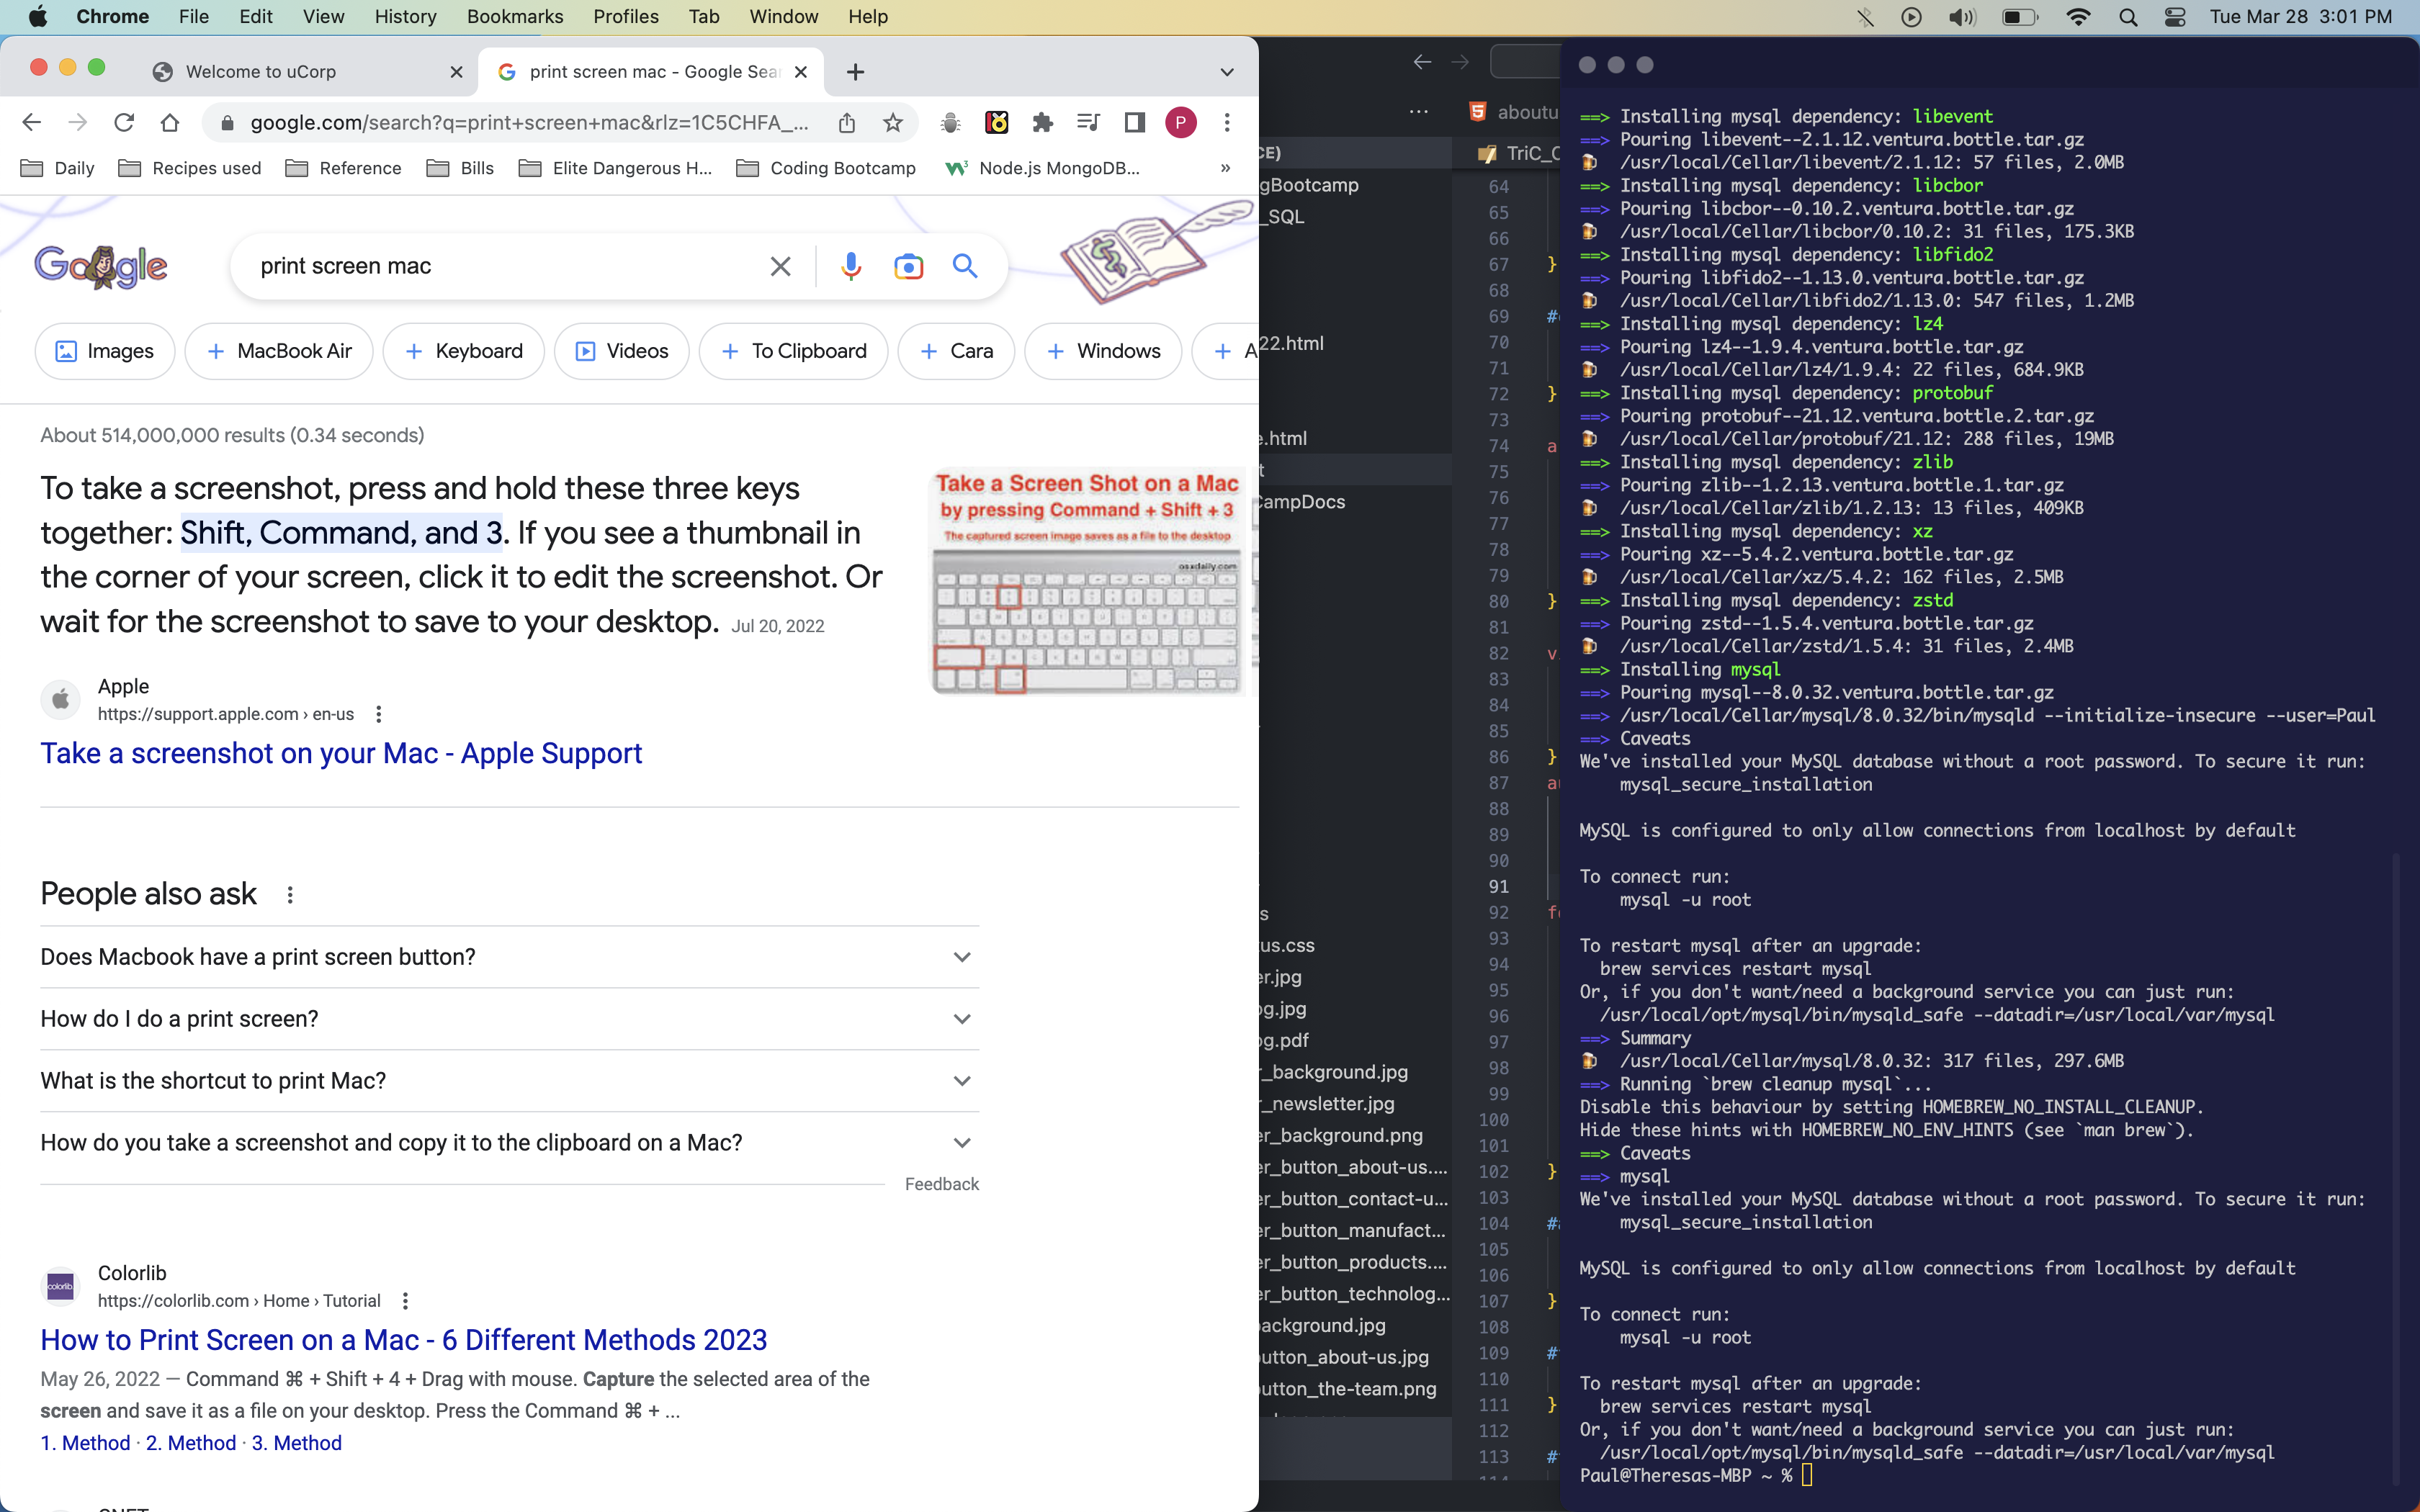 Chrome File Edit View History Bookmarks Profiles Tab Window Help
Tue Mar 28 3:01 PM
Welcome to uCorp
print screen mac - Google Sea
google.com/search?q=print+screen+mac&rlz=1C5CHFA_...
P
Daily Recipes used Reference Bills Elite Dangerous H... Coding Bootcamp Node.js MongoDB... »
Google
print screen mac
Images MacBook Air Keyboard Videos To Clipboard Cara Windows A
About 514,000,000 results (0.34 seconds)
To take a screenshot, press and hold these three keys
together: Shift, Command, and 3. If you see a thumbnail in
the corner of your screen, click it to edit the screenshot. Or
wait for the screenshot to save to your desktop. Jul 20, 2022
Take a Screen Shot on a Mac
by pressing Command + Shift + 3
The captured screen image saves as a file to the desktop
osxdaily.com
Apple
https://support.apple.com › en-us
Take a screenshot on your Mac - Apple Support
People also ask
Does Macbook have a print screen button?
How do I do a print screen?
What is the shortcut to print Mac?
How do you take a screenshot and copy it to the clipboard on a Mac?
Feedback
colorlib.
Colorlib
https://colorlib.com › Home › Tutorial
How to Print Screen on a Mac - 6 Different Methods 2023
May 26, 2022 — Command ⌘ + Shift + 4 + Drag with mouse. Capture the selected area of the
screen and save it as a file on your desktop. Press the Command ⌘ + ...
1. Method · 2. Method · 3. Method
CE)
gBootcamp
_SQL
22.html
e.html
t
CampDocs
s
us.css
er.jpg
og.jpg
og.pdf
r_background.jpg
r_newsletter.jpg
er_background.png
er_button_about-us....
er_button_contact-u...
er_button_manufact...
er_button_products....
er_button_technolog...
background.jpg
button_about-us.jpg
button_the-team.png
...
aboutu
TriC_C
64
65
66
67 }
68
69 #
70
71
72 }
73
74 a
75
76
77
78
79
80 }
81
82 v
83
84
85
86 }
87 a
88
89
90
91
92 f
93
94
95
96
97
98
99
100
101
102 }
103
104 #
105
106
107 }
108
109 #
110
111 }
112
113 #
==> Installing mysql dependency: libevent
==> Pouring libevent--2.1.12.ventura.bottle.tar.gz
🍺 /usr/local/Cellar/libevent/2.1.12: 57 files, 2.0MB
==> Installing mysql dependency: libcbor
==> Pouring libcbor--0.10.2.ventura.bottle.tar.gz
🍺 /usr/local/Cellar/libcbor/0.10.2: 31 files, 175.3KB
==> Installing mysql dependency: libfido2
==> Pouring libfido2--1.13.0.ventura.bottle.tar.gz
🍺 /usr/local/Cellar/libfido2/1.13.0: 547 files, 1.2MB
==> Installing mysql dependency: lz4
==> Pouring lz4--1.9.4.ventura.bottle.tar.gz
🍺 /usr/local/Cellar/lz4/1.9.4: 22 files, 684.9KB
==> Installing mysql dependency: protobuf
==> Pouring protobuf--21.12.ventura.bottle.2.tar.gz
🍺 /usr/local/Cellar/protobuf/21.12: 288 files, 19MB
==> Installing mysql dependency: zlib
==> Pouring zlib--1.2.13.ventura.bottle.1.tar.gz
🍺 /usr/local/Cellar/zlib/1.2.13: 13 files, 409KB
==> Installing mysql dependency: xz
==> Pouring xz--5.4.2.ventura.bottle.tar.gz
🍺 /usr/local/Cellar/xz/5.4.2: 162 files, 2.5MB
==> Installing mysql dependency: zstd
==> Pouring zstd--1.5.4.ventura.bottle.tar.gz
🍺 /usr/local/Cellar/zstd/1.5.4: 31 files, 2.4MB
==> Installing mysql
==> Pouring mysql--8.0.32.ventura.bottle.tar.gz
==> /usr/local/Cellar/mysql/8.0.32/bin/mysqld --initialize-insecure --user=Paul
==> Caveats
We've installed your MySQL database without a root password. To secure it run:
mysql_secure_installation
MySQL is configured to only allow connections from localhost by default
To connect run:
mysql -u root
To restart mysql after an upgrade:
brew services restart mysql
Or, if you don't want/need a background service you can just run:
/usr/local/opt/mysql/bin/mysqld_safe --datadir=/usr/local/var/mysql
==> Summary
🍺 /usr/local/Cellar/mysql/8.0.32: 317 files, 297.6MB
==> Running `brew cleanup mysql`...
Disable this behaviour by setting HOMEBREW_NO_INSTALL_CLEANUP.
Hide these hints with HOMEBREW_NO_ENV_HINTS (see `man brew`).
==> Caveats
==> mysql
We've installed your MySQL database without a root password. To secure it run:
mysql_secure_installation
MySQL is configured to only allow connections from localhost by default
To connect run:
mysql -u root
To restart mysql after an upgrade:
brew services restart mysql
Or, if you don't want/need a background service you can just run:
/usr/local/opt/mysql/bin/mysqld_safe --datadir=/usr/local/var/mysql
Paul@Theresas-MBP ~ %